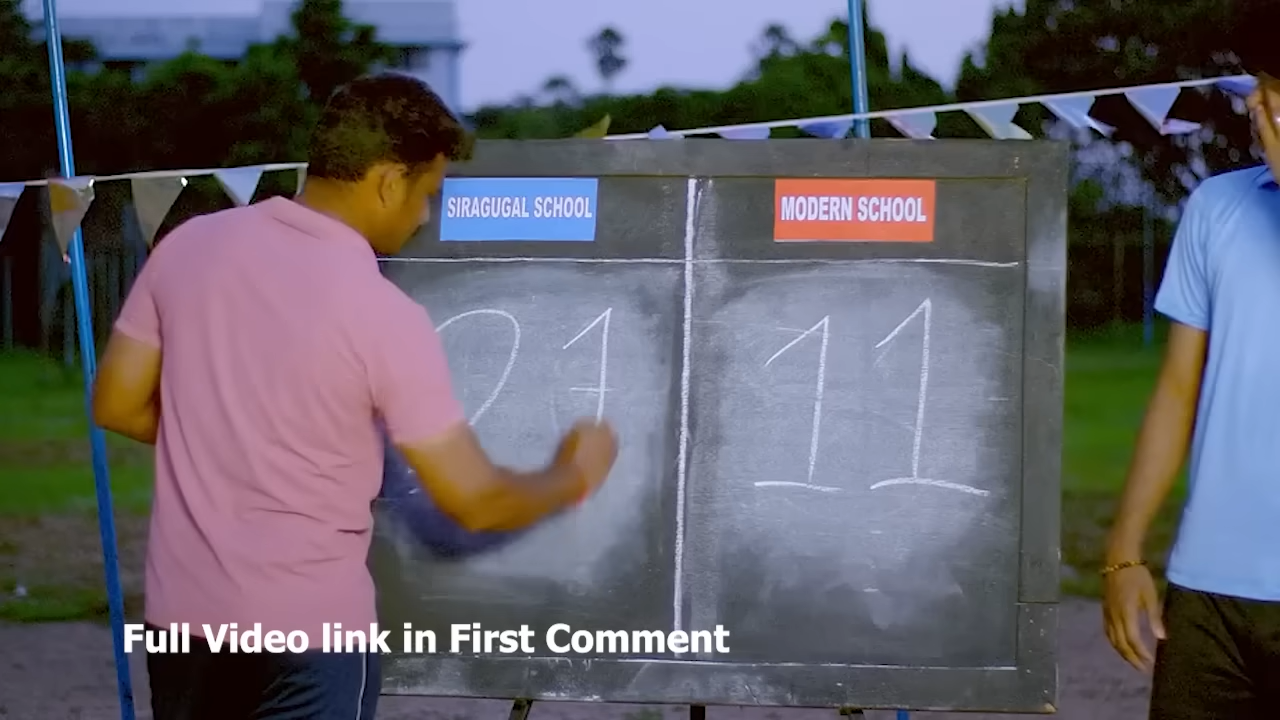 SIRAGUGAL SCHOOL MODERN SCHOOL
21 11
Full Video link in First Comment